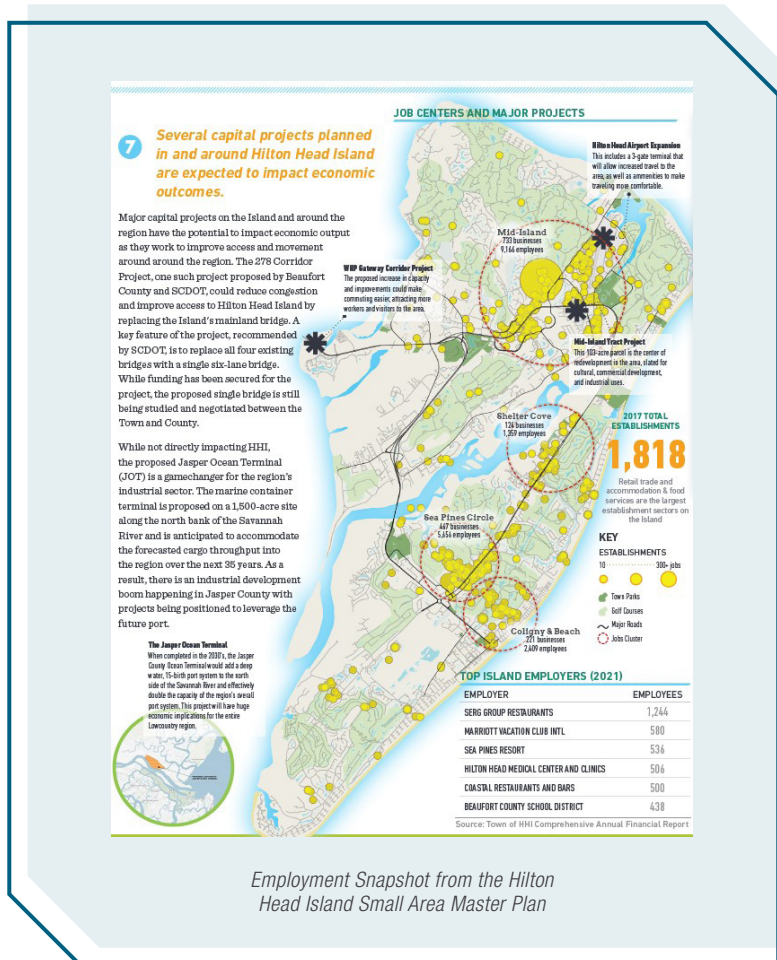 JOB CENTERS AND MAJOR PROJECTS
7
Several capital projects planned
in and around Hilton Head Island
are expected to impact economic
outcomes.
Major capital projects on the Island and around the
region have the potential to impact economic output
as they work to improve access and movement
around around the region. The 278 Corridor
Project, one such project proposed by Beaufort
County and SCDOT, could reduce congestion
and improve access to Hilton Head Island by
replacing the Island's mainland bridge. A
key feature of the project, recommended
by SCDOT, is to replace all four existing
bridges with a single six-lane bridge.
While funding has been secured for the
project, the proposed single bridge is still
being studied and negotiated between the
Town and County.
While not directly impacting HHI,
the proposed Jasper Ocean Terminal
(JOT) is a gamechanger for the region's
industrial sector. The marine container
terminal is proposed on a 1,500-acre site
along the north bank of the Savannah
River and is anticipated to accommodate
the forecasted cargo throughput into
the region over the next 35 years. As a
result, there is an industrial development
boom happening in Jasper County with
projects being positioned to leverage the
future port.
The Jasper Ocean Terminal
When completed in the 2030's, the Jasper
County Ocean Terminal would add a deep
water, 15-birth port system to the north
side of the Savannah River and effectively
double the capacity of the region's overall
port system. This project will have huge
economic implications for the entire
Lowcountry region.
Hilton Head Airport Expansion
This includes a 3-gate terminal that
will allow increased travel to the
area, as well as ammenities to make
traveling more comfortable.
Mid-Island
733 businesses
9,166 employees
WHP Gateway Corridor Project
The proposed increase in capacity
and improvements could make
commuting easier, attracting more
workers and visitors to the area.
Mid-Island Tract Project
This 103-acre parcel is the center of
redevelopment in the area, slated for
cultural, commercial development,
and industrial uses.
Shelter Cove
124 businesses
1,359 employees
2017 TOTAL
ESTABLISHMENTS
1,818
Retail trade and
accommodation & food
services are the largest
establishment sectors on
the Island
Sea Pines Circle
467 businesses
5,656 employees
KEY
ESTABLISHMENTS
10 300+ jobs
Town Parks
Golf Courses
Major Roads
Jobs Cluster
Coligny & Beach
221 businesses
2,409 employees
TOP ISLAND EMPLOYERS (2021)
EMPLOYER EMPLOYEES
SERG GROUP RESTAURANTS 1,244
MARRIOTT VACATION CLUB INTL 580
SEA PINES RESORT 536
HILTON HEAD MEDICAL CENTER AND CLINICS 506
COASTAL RESTAURANTS AND BARS 500
BEAUFORT COUNTY SCHOOL DISTRICT 438
Source: Town of HHI Comprehensive Annual Financial Report
Employment Snapshot from the Hilton
Head Island Small Area Master Plan